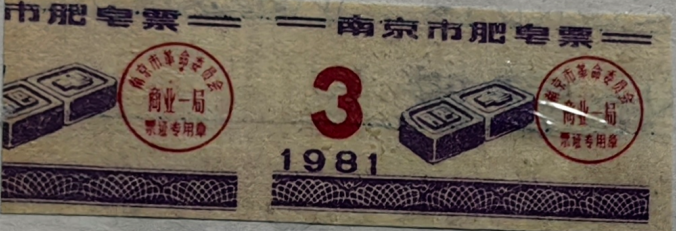 市肥皂票
南京市革命委员会
商业一局
票证专用章
南京市肥皂票
3
1981
南京市革命委员会
商业一局
票证专用章